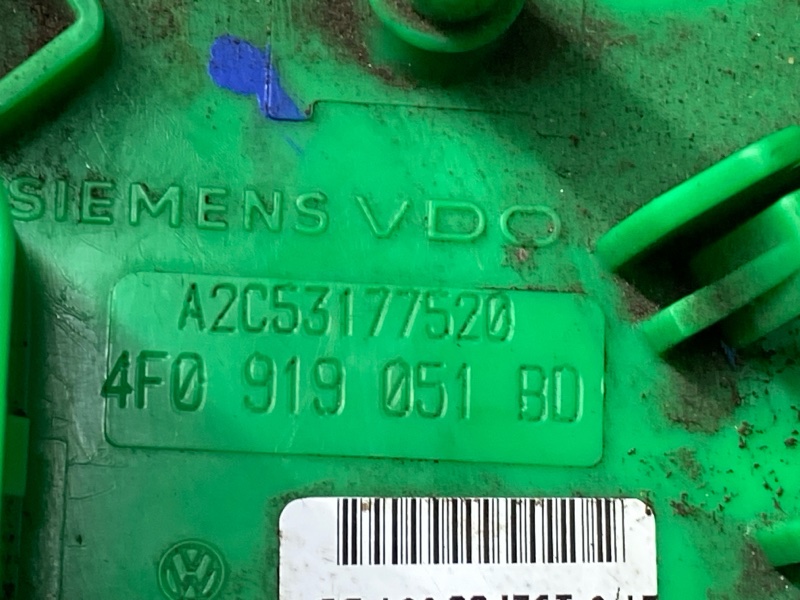 SIEMENS VDO
A2C53177520
4F0 919 051 BD